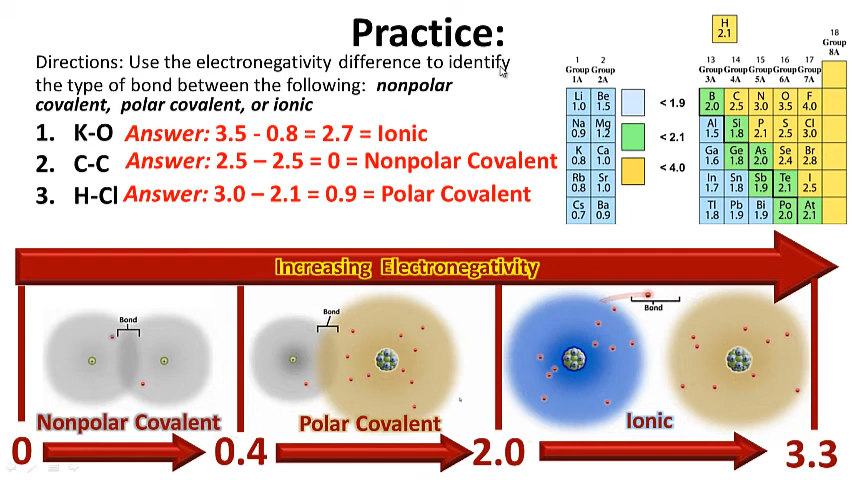 Practice:
Directions: Use the electronegativity difference to identify
the type of bond between the following: nonpolar
covalent, polar covalent, or ionic
1. K-O Answer: 3.5 - 0.8 = 2.7 = Ionic
2. C-C Answer: 2.5 – 2.5 = 0 = Nonpolar Covalent
3. H-Cl Answer: 3.0 – 2.1 = 0.9 = Polar Covalent
H
2.1
18
Group
8A
1 2
Group Group
1A 2A
13 14 15 16 17
Group Group Group Group Group
3A 4A 5A 6A 7A
Li Be
1.0 1.5
Na Mg
0.9 1.2
K Ca
0.8 1.0
Rb Sr
0.8 1.0
Cs Ba
0.7 0.9
< 1.9
< 2.1
< 4.0
B C N O F
2.0 2.5 3.0 3.5 4.0
Al Si P S Cl
1.5 1.8 2.1 2.5 3.0
Ga Ge As Se Br
1.6 1.8 2.0 2.4 2.8
In Sn Sb Te I
1.7 1.8 1.9 2.1 2.5
Tl Pb Bi Po At
1.8 1.9 1.9 2.0 2.1
Increasing Electronegativity
Bond
Bond
Bond
Nonpolar Covalent
Polar Covalent
Ionic
0 0.4 2.0 3.3